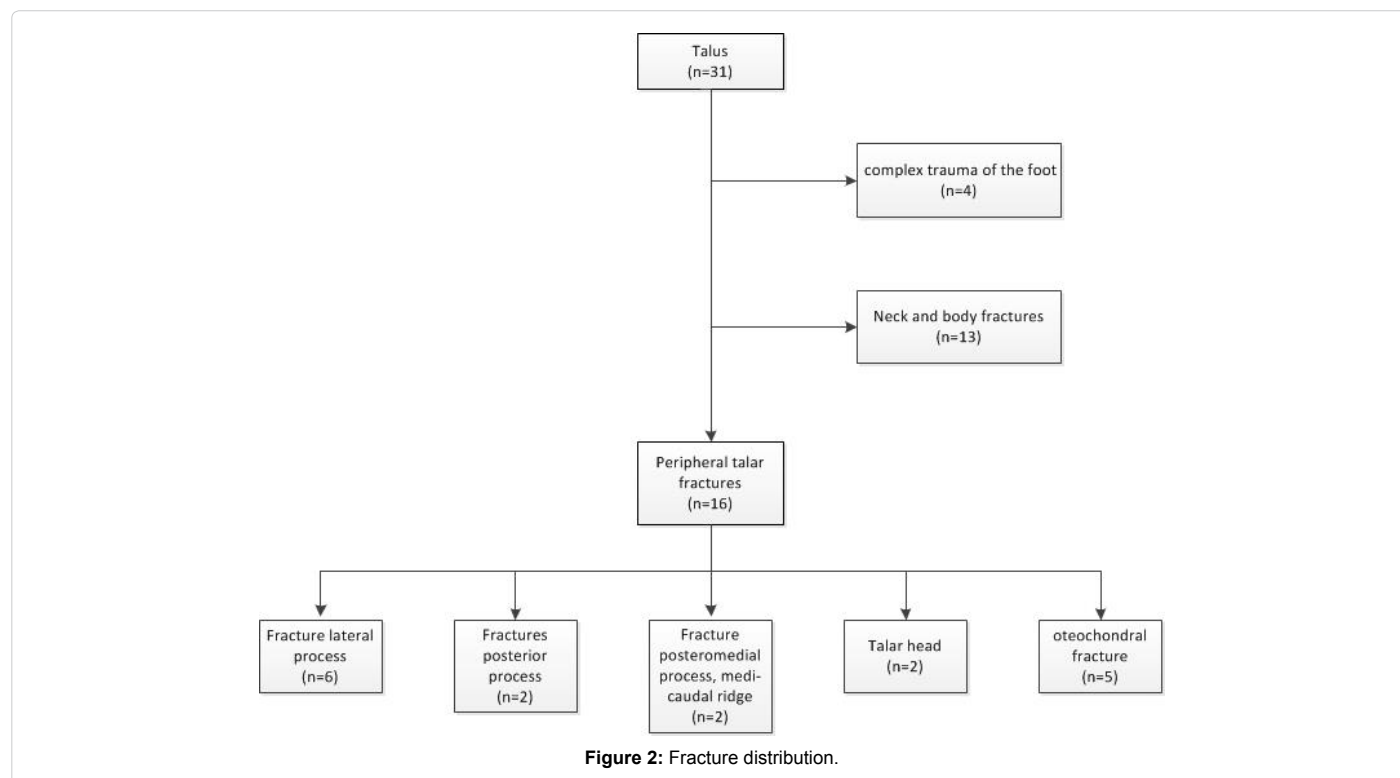 Talus
(n=31)
complex trauma of the foot
(n=4)
Neck and body fractures
(n=13)
Peripheral talar
fractures
(n=16)
Fracture lateral
process
(n=6)
Fractures
posterior
process
(n=2)
Fracture
posteromedial
process, medi-
caudal ridge
(n=2)
Talar head
(n=2)
oteochondral
fracture
(n=5)
Figure 2: Fracture distribution.